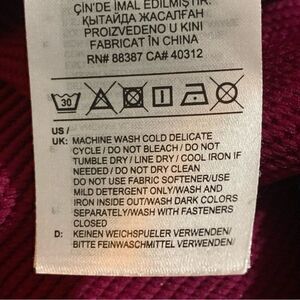 ÇİN'DE İMAL EDİLMİŞTİR.
ҚЫТАЙДА ЖАСАЛҒАН
PROIZVEDENO U KINI
FABRICAT ÎN CHINA
RN# 88387 CA# 40312
30
US /
UK: MACHINE WASH COLD DELICATE
CYCLE / DO NOT BLEACH / DO NOT
TUMBLE DRY / LINE DRY / COOL IRON IF
NEEDED / DO NOT DRY CLEAN
DO NOT USE FABRIC SOFTENER/USE
MILD DETERGENT ONLY/WASH AND
IRON INSIDE OUT/WASH DARK COLORS
SEPARATELY/WASH WITH FASTENERS
CLOSED
D: KEINEN WEICHSPUELER VERWENDEN/
BITTE FEINWASCHMITTEL VERWENDEN/